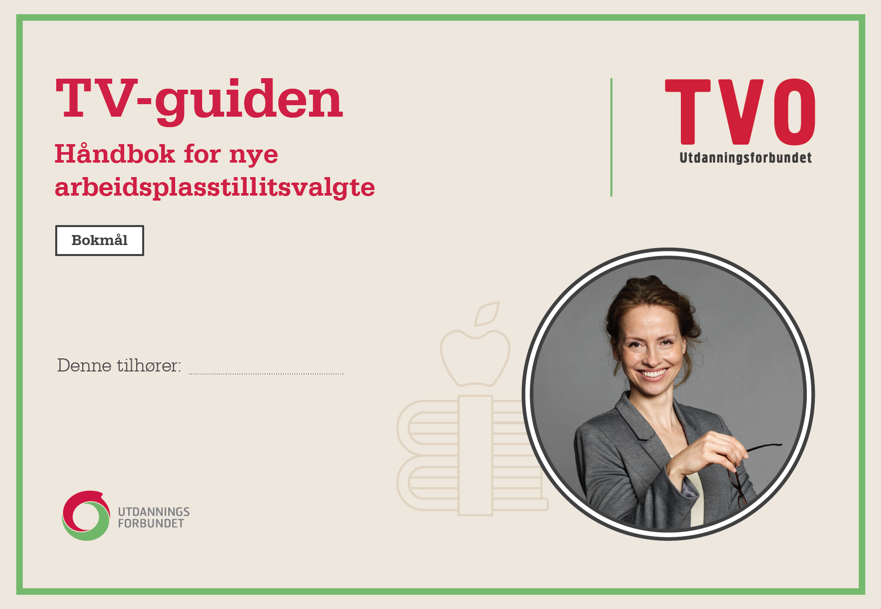 TV-guiden
Håndbok for nye
arbeidsplasstillitsvalgte
Bokmål
TVO
Utdanningsforbundet
Denne tilhører:
UTDANNINGS
FORBUNDET